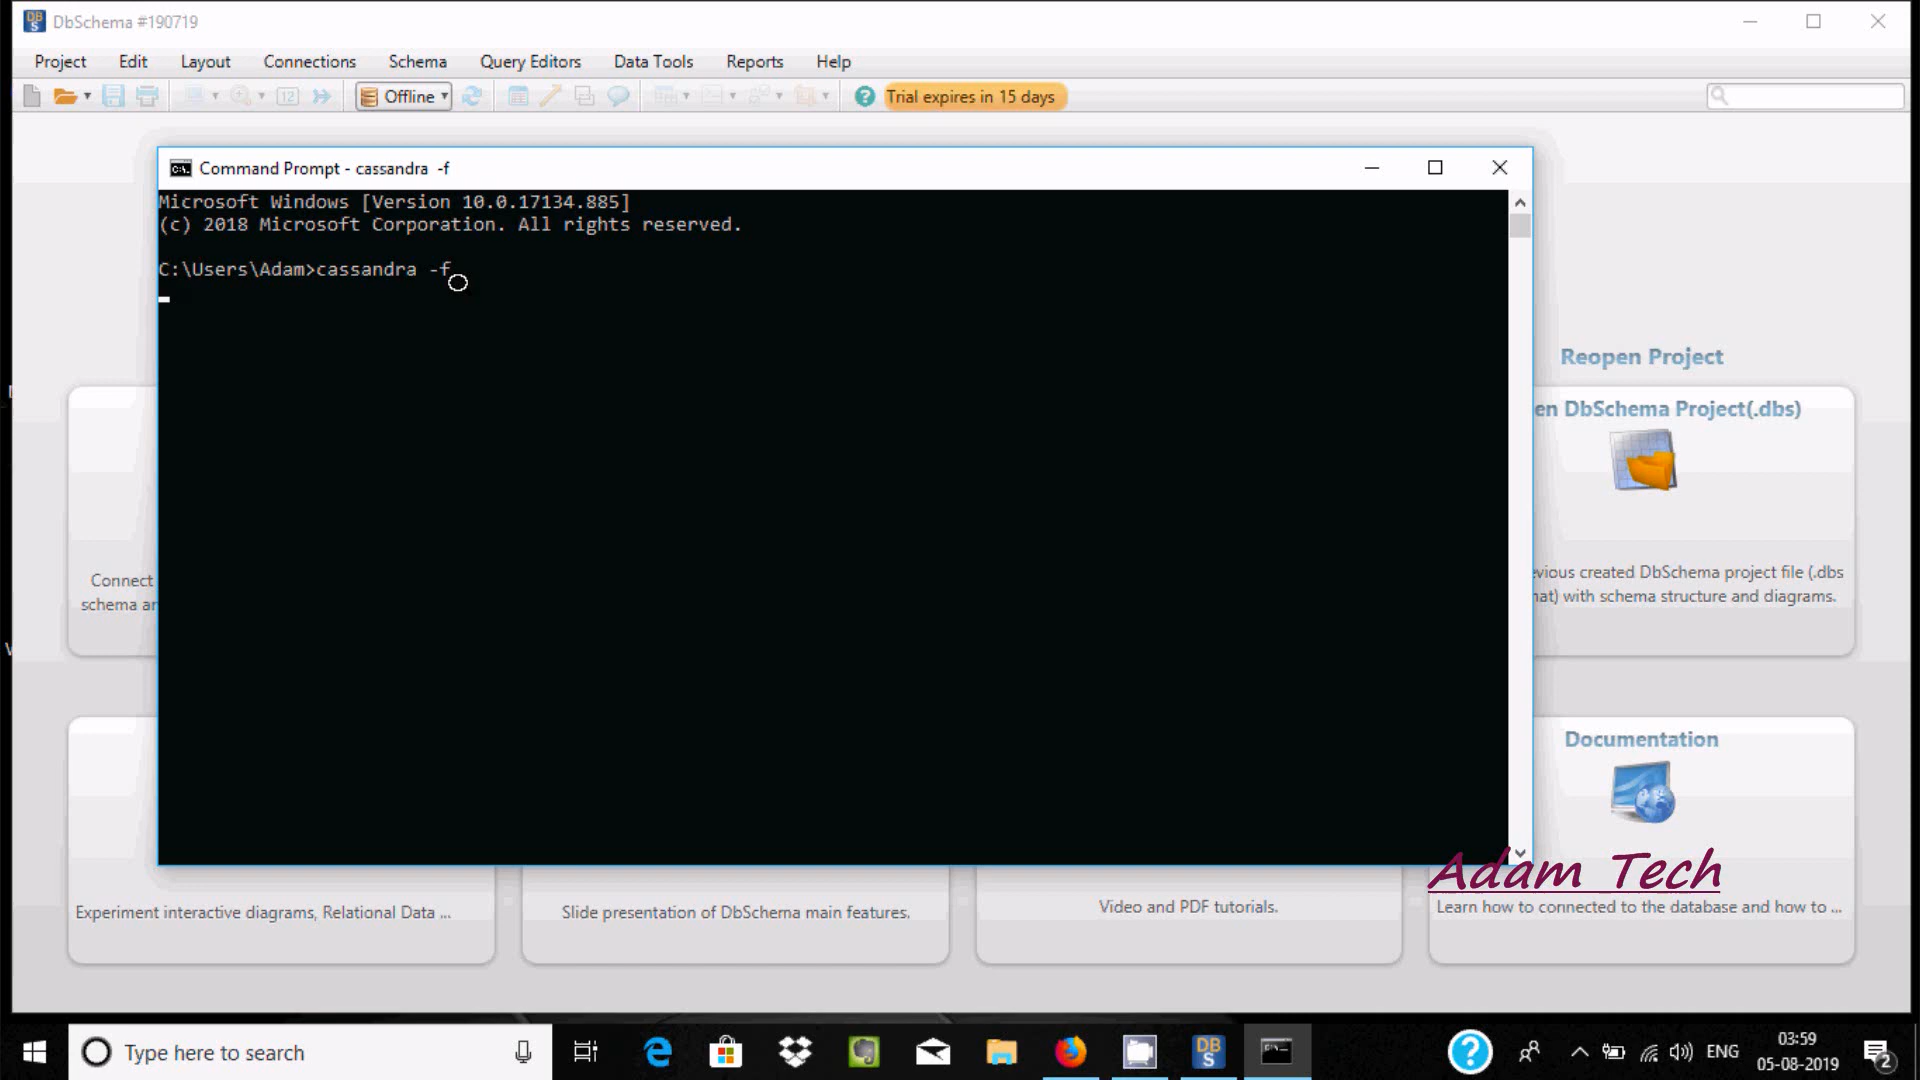 DbSchema #190719
Project Edit Layout Connections Schema Query Editors Data Tools Reports Help
12 Offline Trial expires in 15 days
Command Prompt - cassandra -f
Microsoft Windows [Version 10.0.17134.885]
(c) 2018 Microsoft Corporation. All rights reserved.
C:\Users\Adam>cassandra -f
Reopen Project
en DbSchema Project(.dbs)
Connect
schema ar
vious created DbSchema project file (.dbs
nat) with schema structure and diagrams.
Documentation
Adam Tech
Experiment interactive diagrams, Relational Data ...
Slide presentation of DbSchema main features.
Video and PDF tutorials.
Learn how to connected to the database and how to ...
Type here to search
DB
S
ENG
03:59
05-08-2019
2